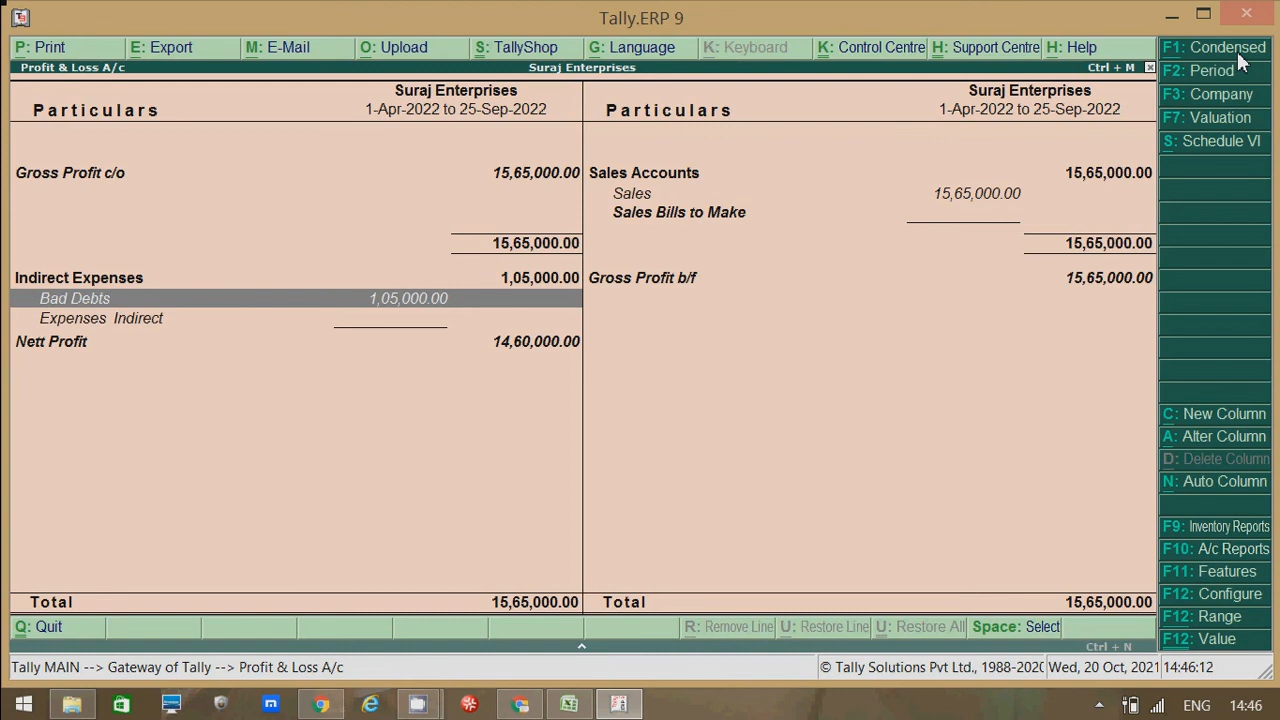 Tally.ERP 9
P: Print E: Export M: E-Mail O: Upload S: TallyShop G: Language K: Keyboard K: Control Centre H: Support Centre H: Help
Profit & Loss A/c Suraj Enterprises Ctrl + M
Particulars Suraj Enterprises Particulars Suraj Enterprises
1-Apr-2022 to 25-Sep-2022 1-Apr-2022 to 25-Sep-2022
Gross Profit c/o 15,65,000.00 Sales Accounts 15,65,000.00
Sales 15,65,000.00
Sales Bills to Make
15,65,000.00 15,65,000.00
Indirect Expenses 1,05,000.00 Gross Profit b/f 15,65,000.00
Bad Debts 1,05,000.00
Expenses Indirect
Nett Profit 14,60,000.00
Total 15,65,000.00 Total 15,65,000.00
Q: Quit R: Remove Line U: Restore Line U: Restore All Space: Select
Ctrl + N
Tally MAIN --> Gateway of Tally --> Profit & Loss A/c © Tally Solutions Pvt Ltd., 1988-2020 Wed, 20 Oct, 2021 14:46:12
F1: Condensed
F2: Period
F3: Company
F7: Valuation
S: Schedule VI
C: New Column
A: Alter Column
D: Delete Column
N: Auto Column
F9: Inventory Reports
F10: A/c Reports
F11: Features
F12: Configure
F12: Range
F12: Value
ENG 14:46